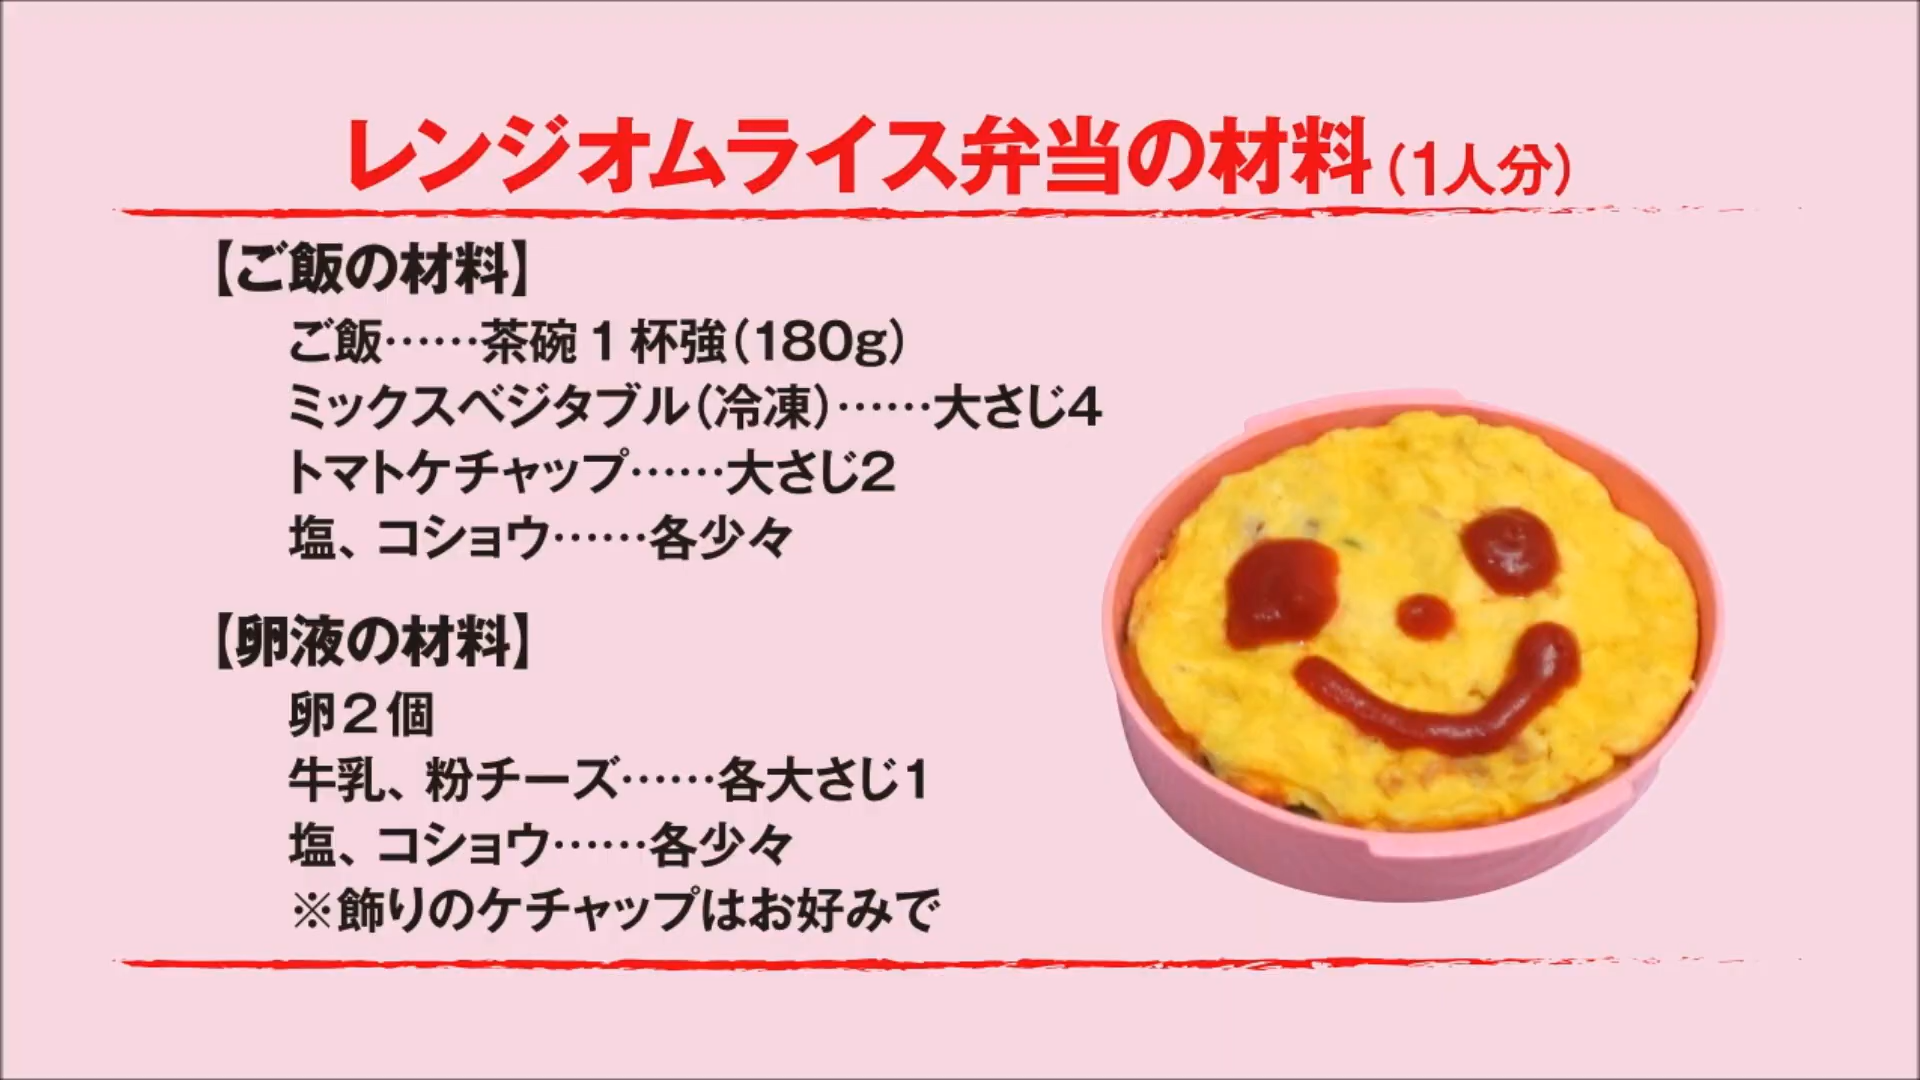 レンジオムライス弁当の材料(1人分)
【ご飯の材料】
ご飯……茶碗1杯強(180g)
ミックスベジタブル(冷凍)……大さじ4
トマトケチャップ……大さじ2
塩、コショウ……各少々
【卵液の材料】
卵2個
牛乳、粉チーズ……各大さじ1
塩、コショウ……各少々
※飾りのケチャップはお好みで